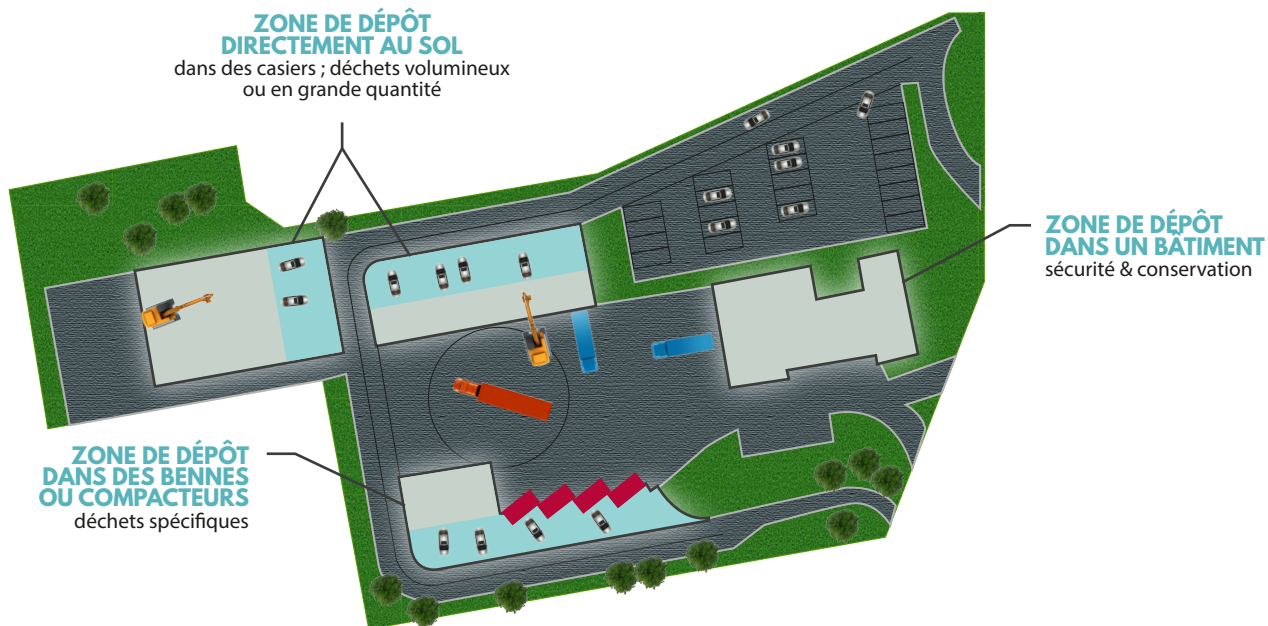 ZONE DE DÉPÔT
DIRECTEMENT AU SOL
dans des casiers ; déchets volumineux
ou en grande quantité
ZONE DE DÉPÔT
DANS UN BÂTIMENT
sécurité & conservation
ZONE DE DÉPÔT
DANS DES BENNES
OU COMPACTEURS
déchets spécifiques